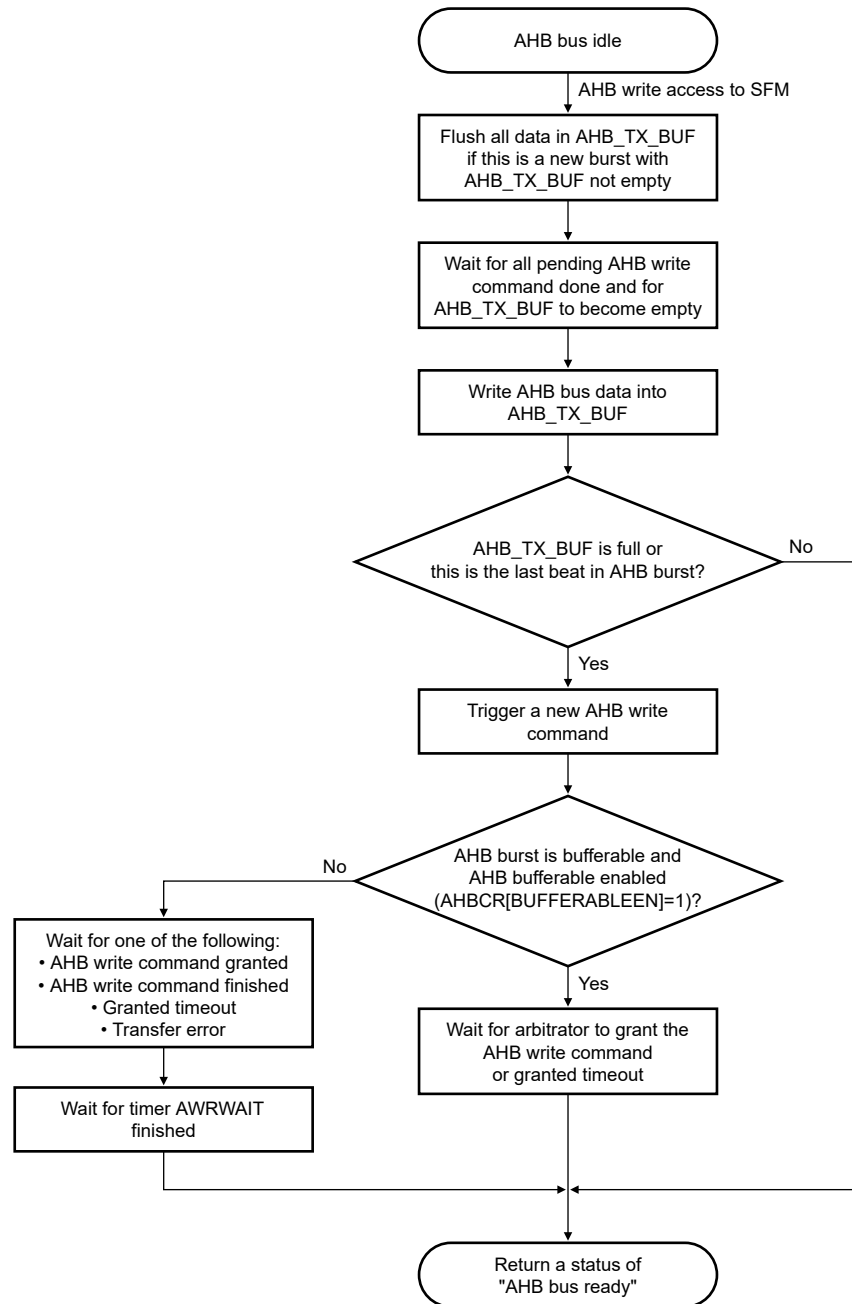 AHB bus idle
AHB write access to SFM
Flush all data in AHB_TX_BUF
if this is a new burst with
AHB_TX_BUF not empty
Wait for all pending AHB write
command done and for
AHB_TX_BUF to become empty
Write AHB bus data into
AHB_TX_BUF
AHB_TX_BUF is full or
this is the last beat in AHB burst?
No
Yes
Trigger a new AHB write
command
AHB burst is bufferable and
AHB bufferable enabled
(AHBCR[BUFFERABLEEN]=1)?
No
Yes
Wait for one of the following:
• AHB write command granted
• AHB write command finished
• Granted timeout
• Transfer error
Wait for arbitrator to grant the
AHB write command
or granted timeout
Wait for timer AWRWAIT
finished
Return a status of
"AHB bus ready"